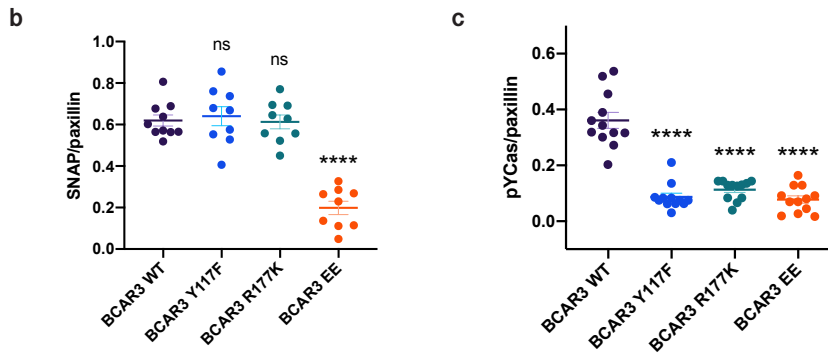 b
SNAP/paxillin
1.0
0.8
0.6
0.4
0.2
0.0
ns
ns
****
BCAR3 WT
BCAR3 Y117F
BCAR3 R177K
BCAR3 EE
c
pYCas/paxillin
0.6
0.4
0.2
0.0
****
****
****
BCAR3 WT
BCAR3 Y117F
BCAR3 R177K
BCAR3 EE